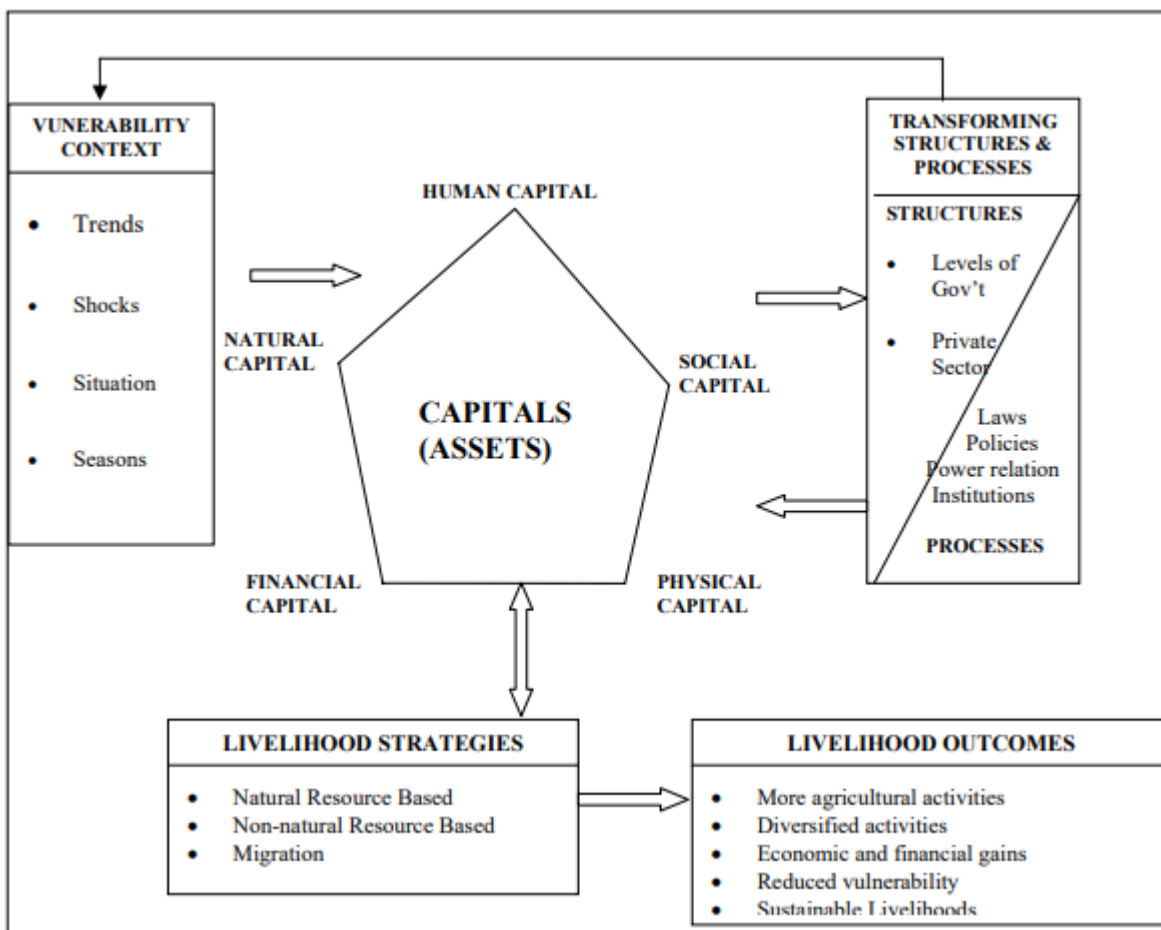 VUNERABILITY
CONTEXT
• Trends
• Shocks
• Situation
• Seasons
HUMAN CAPITAL
NATURAL
CAPITAL
SOCIAL
CAPITAL
CAPITALS
(ASSETS)
FINANCIAL
CAPITAL
PHYSICAL
CAPITAL
TRANSFORMING
STRUCTURES &
PROCESSES
STRUCTURES
• Levels of
Gov’t
• Private
Sector
Laws
Policies
Power relation
Institutions
PROCESSES
LIVELIHOOD STRATEGIES
• Natural Resource Based
• Non-natural Resource Based
• Migration
LIVELIHOOD OUTCOMES
• More agricultural activities
• Diversified activities
• Economic and financial gains
• Reduced vulnerability
• Sustainable Livelihoods